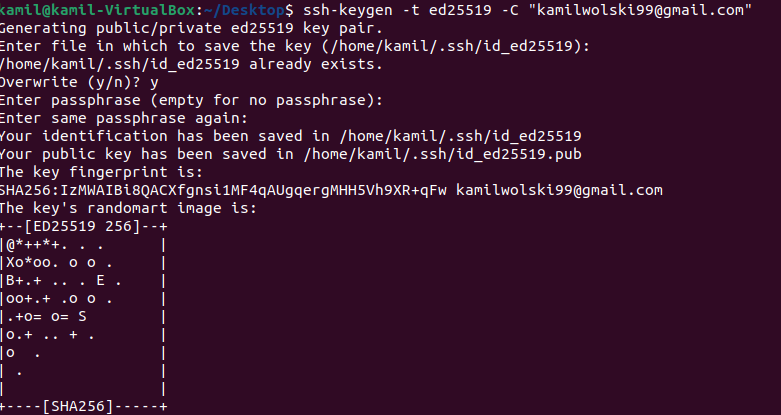 kamil@kamil-VirtualBox:~/Desktop$ ssh-keygen -t ed25519 -C "kamilwolski99@gmail.com"
Generating public/private ed25519 key pair.
Enter file in which to save the key (/home/kamil/.ssh/id_ed25519):
/home/kamil/.ssh/id_ed25519 already exists.
Overwrite (y/n)? y
Enter passphrase (empty for no passphrase):
Enter same passphrase again:
Your identification has been saved in /home/kamil/.ssh/id_ed25519
Your public key has been saved in /home/kamil/.ssh/id_ed25519.pub
The key fingerprint is:
SHA256:IzMWAIBi8QACXfgnsi1MF4qAUgqergMHH5Vh9XR+qFw kamilwolski99@gmail.com
The key's randomart image is:
+--[ED25519 256]--+
|@*++*+. . .      |
|Xo*oo. o o .     |
|B+.+ .. . E .    |
|oo+.+ .o o .     |
|.+o= o= S        |
|o.+ .. + .       |
|o  .             |
| .               |
|                 |
+----[SHA256]-----+